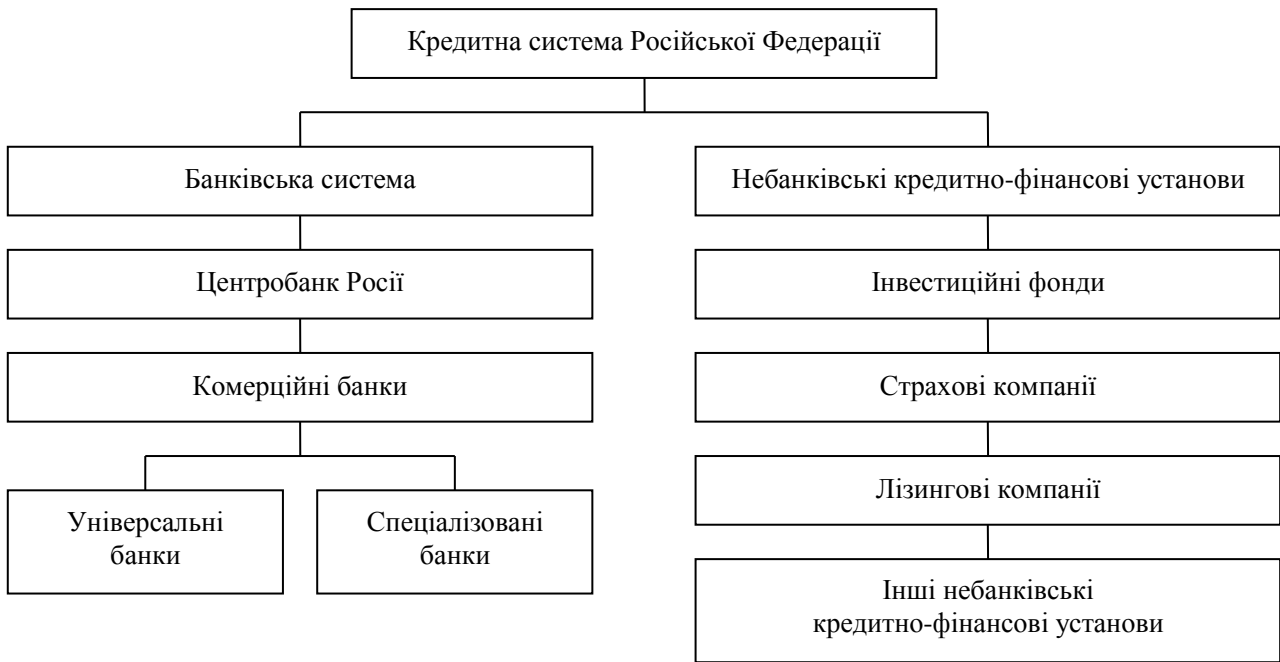 Кредитна система Російської Федерації
Банківська система
Небанківські кредитно-фінансові установи
Центробанк Росії
Інвестиційні фонди
Комерційні банки
Страхові компанії
Лізингові компанії
Універсальні
банки
Спеціалізовані
банки
Інші небанківські
кредитно-фінансові установи